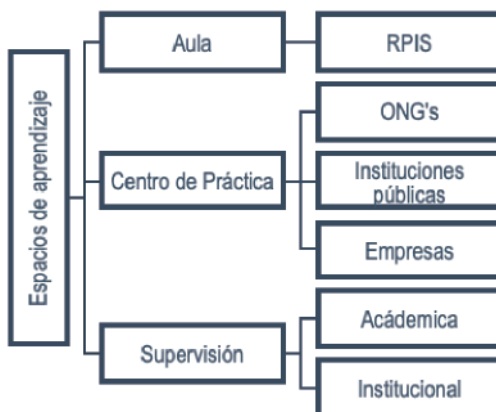 Espacios de aprendizaje
Aula
RPIS
Centro de Práctica
ONG's
Instituciones
públicas
Empresas
Supervisión
Acádemica
Institucional